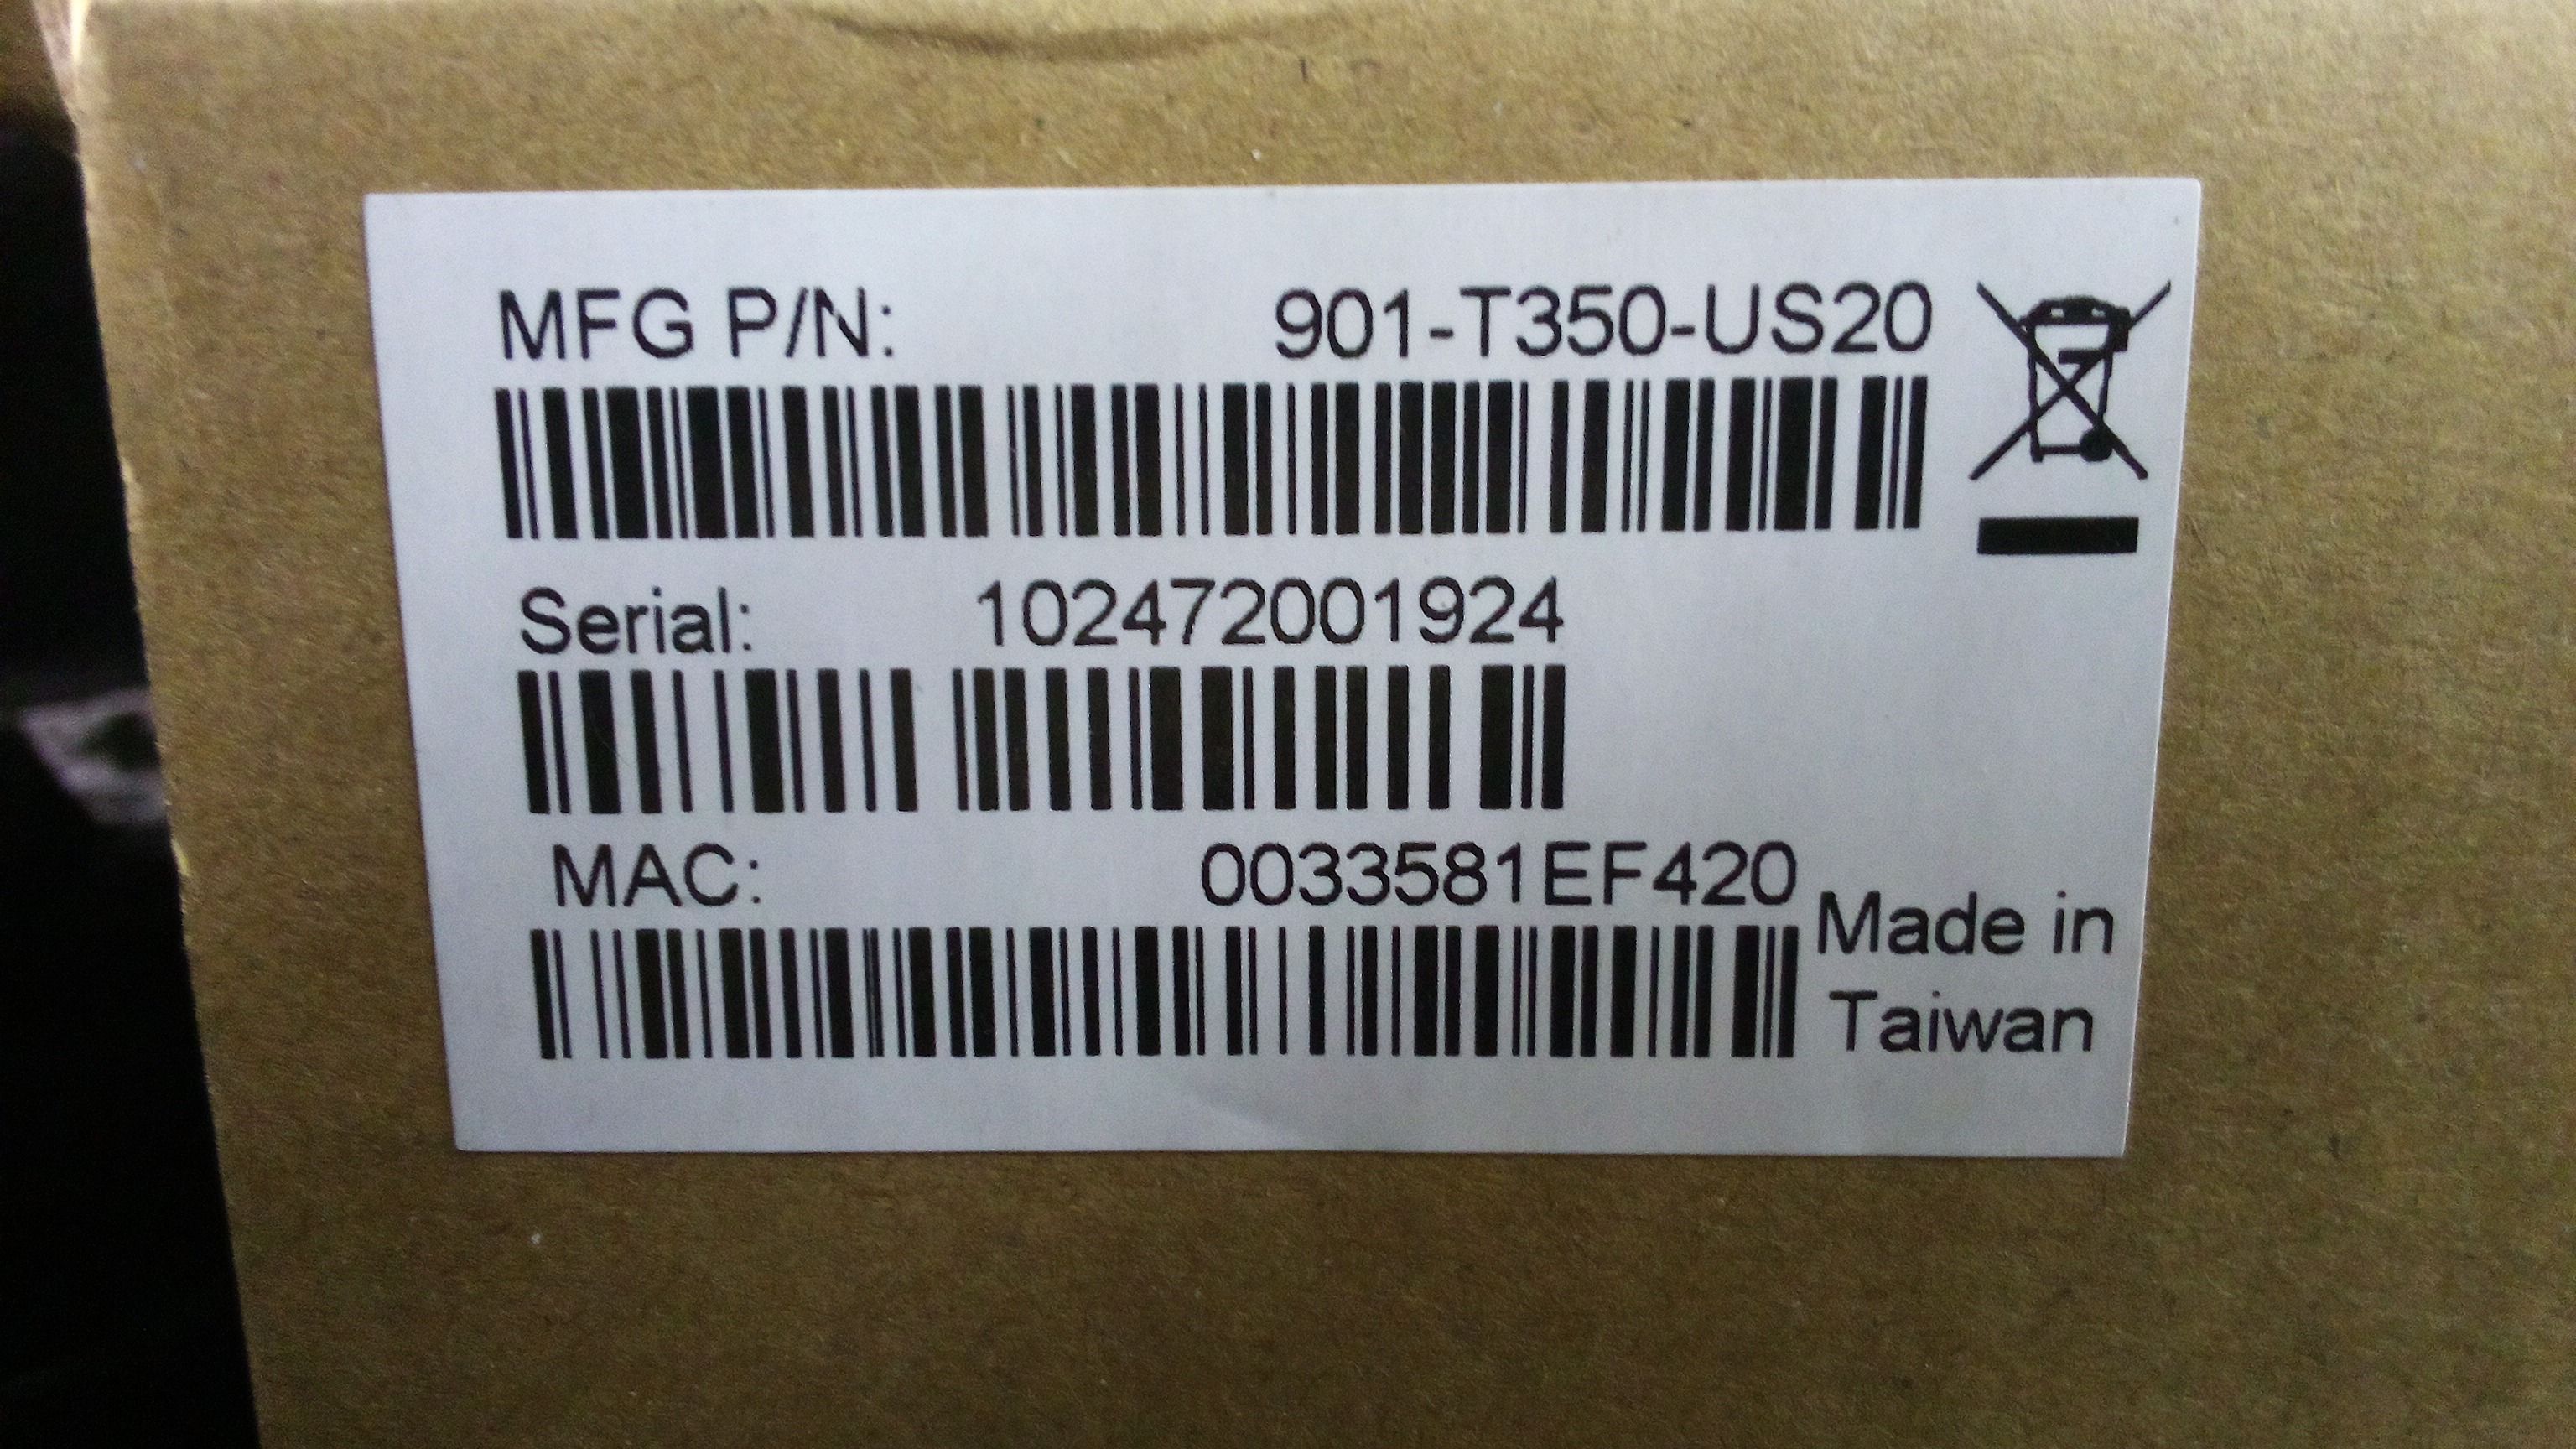 MFG P/N: 901-T350-US20
Serial: 102472001924
MAC: 0033581EF420
Made in
Taiwan